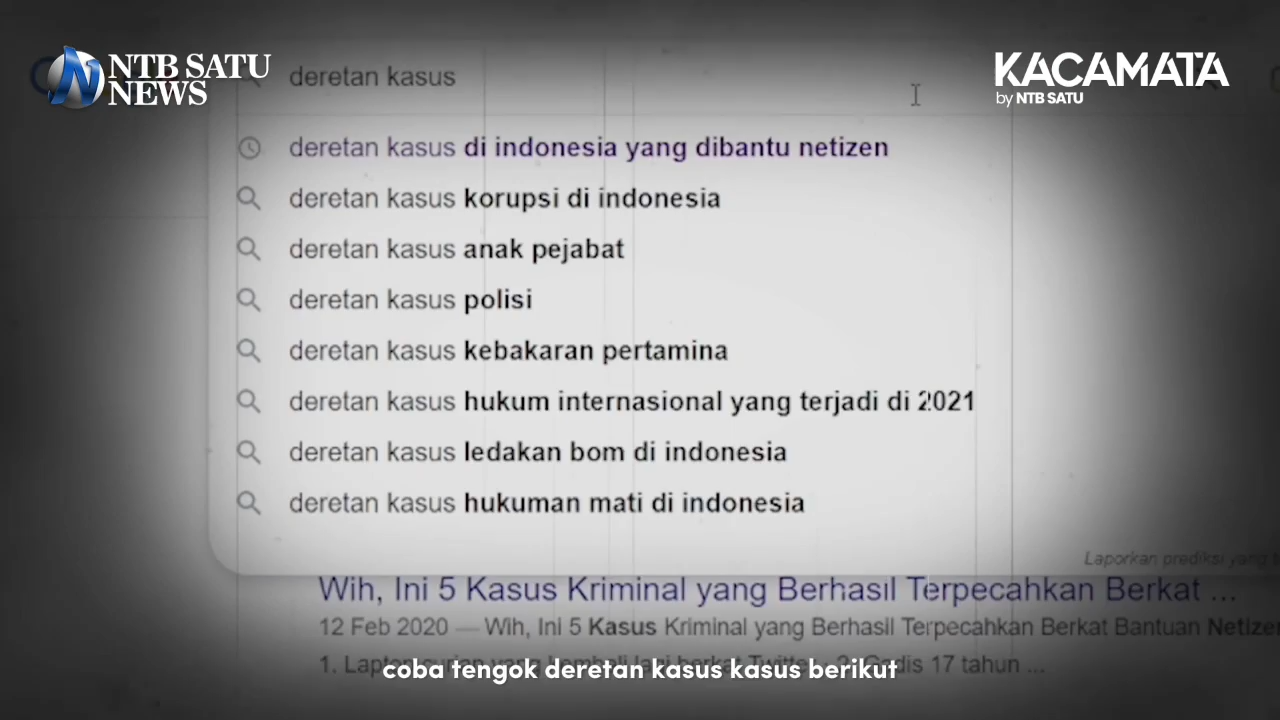 NTB SATU
NEWS
KACAMATA
by NTB SATU
deretan kasus
deretan kasus di indonesia yang dibantu netizen
deretan kasus korupsi di indonesia
deretan kasus anak pejabat
deretan kasus polisi
deretan kasus kebakaran pertamina
deretan kasus hukum internasional yang terjadi di 2021
deretan kasus ledakan bom di indonesia
deretan kasus hukuman mati di indonesia
Laporkan prediksi yang
Wih, Ini 5 Kasus Kriminal yang Berhasil Terpecahkan Berkat ...
12 Feb 2020 — Wih, Ini 5 Kasus Kriminal yang Berhasil Terpecahkan Berkat Bantuan
1. 17 tahun ...
coba tengok deretan kasus kasus berikut